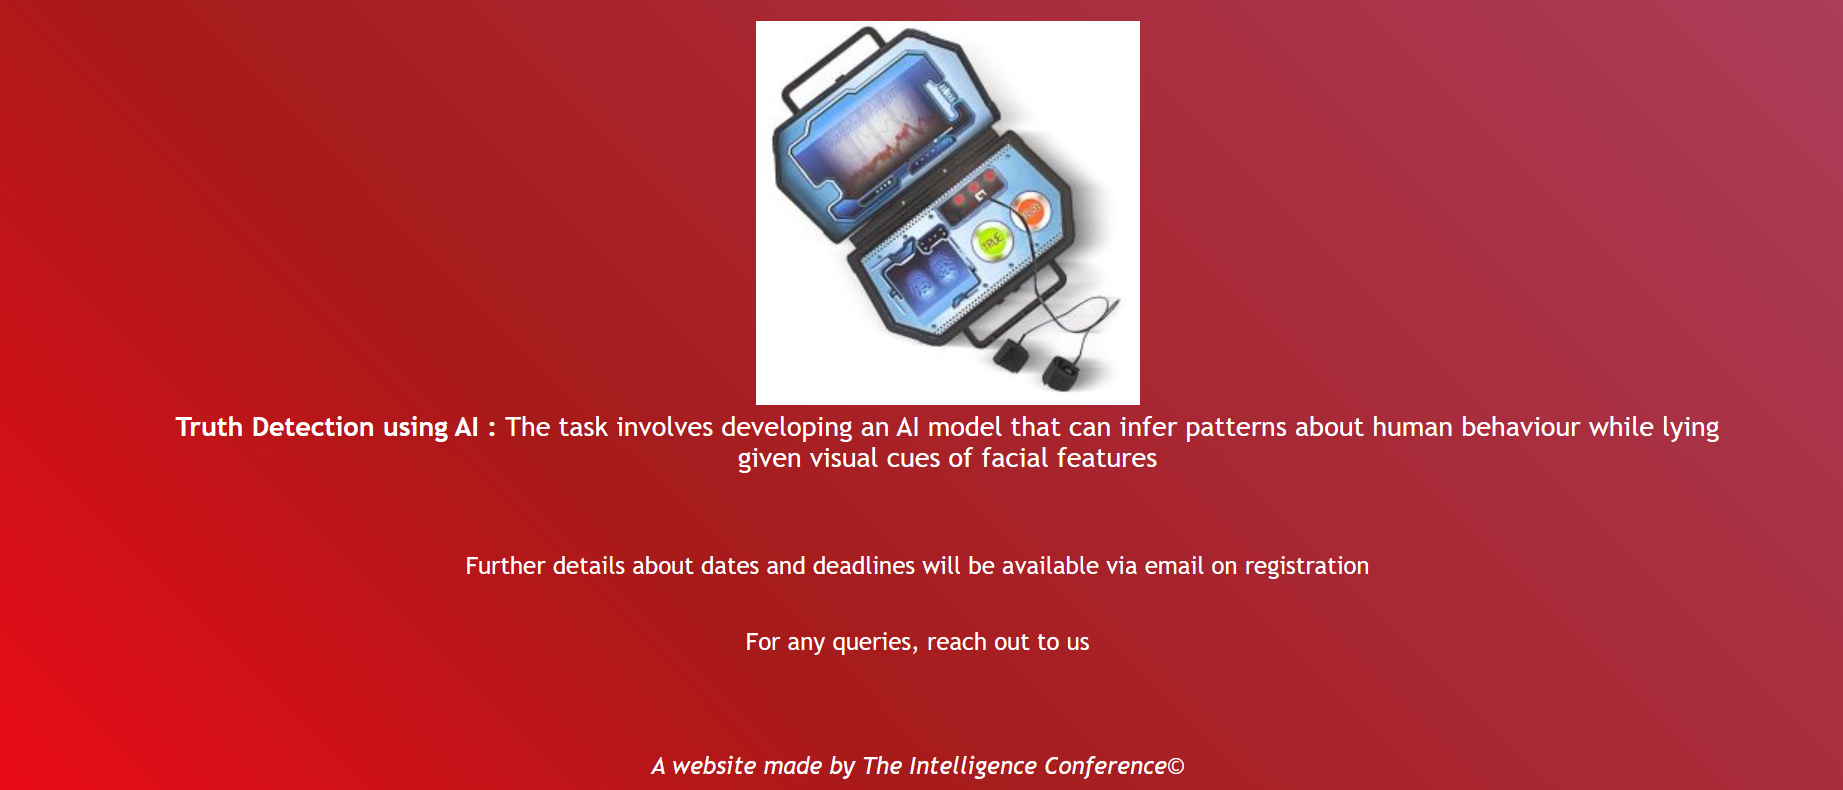 TRUE
Truth Detection using AI : The task involves developing an AI model that can infer patterns about human behaviour while lying
given visual cues of facial features
Further details about dates and deadlines will be available via email on registration
For any queries, reach out to us
A website made by The Intelligence Conference©